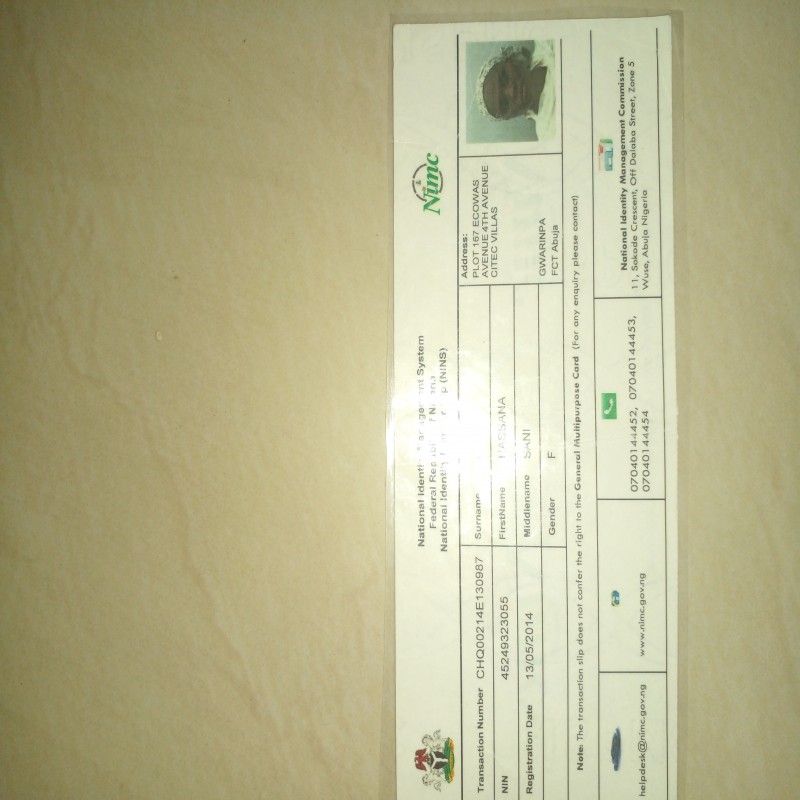 Nimc
National Identity Management System
Federal Republic of Nigeria
National Identity (NINS)
Transaction Number CHQ00214E130987
NIN 45249323055
Registration Date 13/05/2014
Surname
FirstName
Middlename SANI
Gender F
Address:
PLOT 167 ECOWAS
AVENUE 4TH AVENUE
CITEC VILLAS
GWARINPA
FCT Abuja
Note: The transaction slip does not confer the right to the General Multipurpose Card (For any enquiry please contact)
helpdesk@nimc.gov.ng
www.nimc.gov.ng
07040144452, 07040144453,
07040144454
National Identity Management Commission
11, Sokode Crescent, Off Dalaba Street, Zone 5
Wuse, Abuja Nigeria